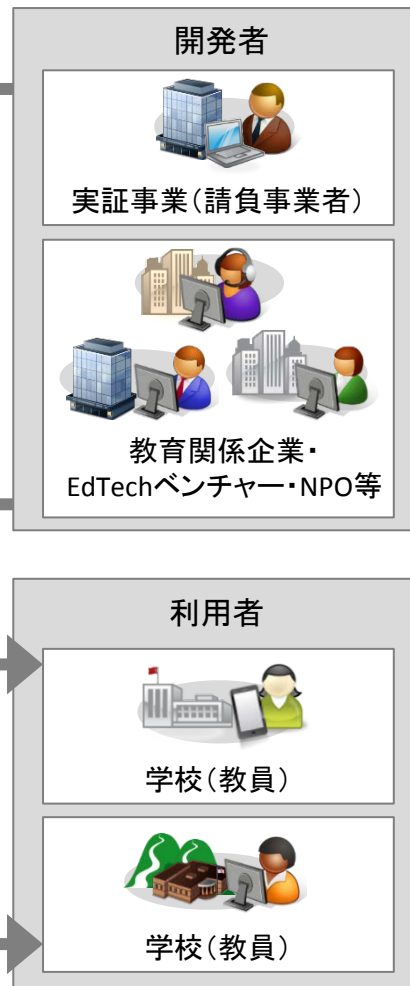 開発者
実証事業（請負事業者）
教育関係企業・
EdTechベンチャー・NPO等
利用者
学校（教員）
学校（教員）